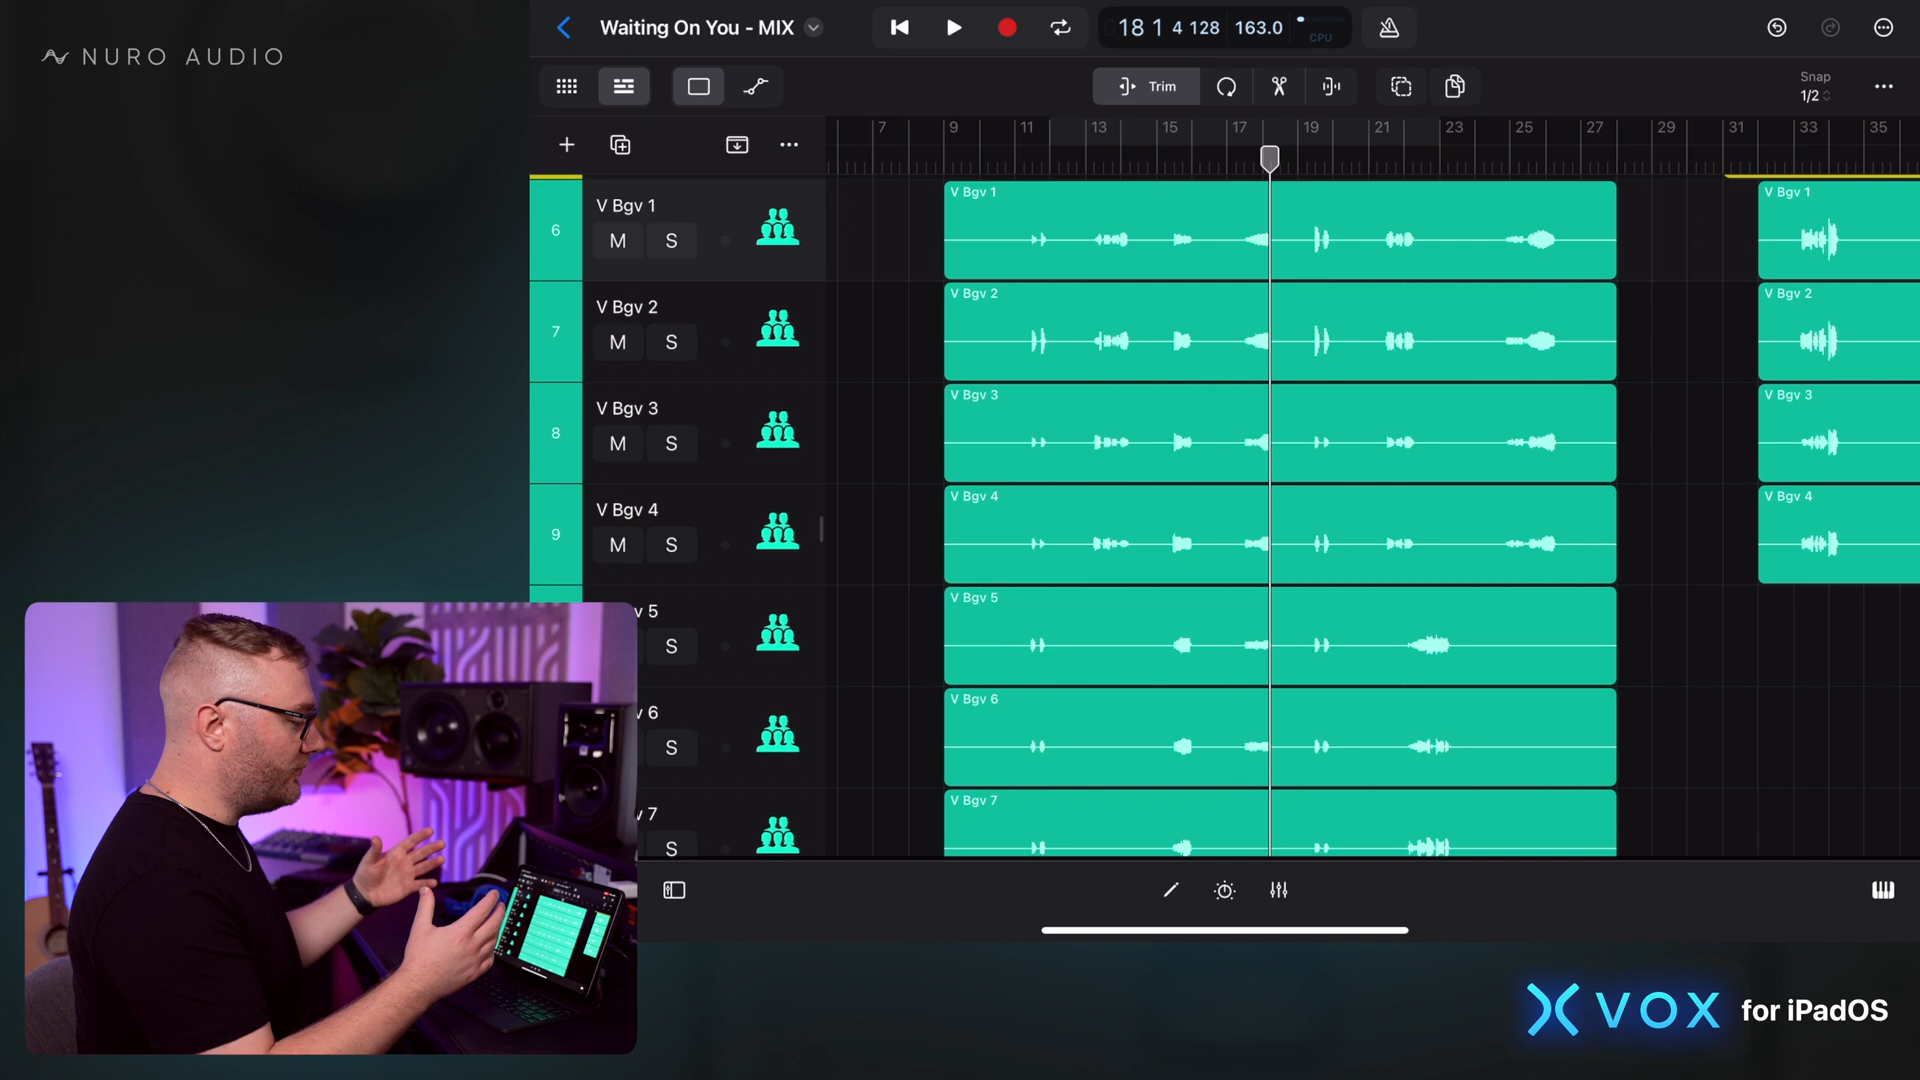 NURO AUDIO
Waiting On You - MIX
018 1 4 128 163.0 CPU
Trim
Snap
1/2
7 9 11 13 15 17 19 21 23 25 27 29 31 33 35
6 V Bgv 1 V Bgv 1 V Bgv 1
M S
7 V Bgv 2 V Bgv 2 V Bgv 2
M S
8 V Bgv 3 V Bgv 3 V Bgv 3
M S
9 V Bgv 4 V Bgv 4 V Bgv 4
M S
v 5 V Bgv 5
S
v 6 V Bgv 6
S
v 7 V Bgv 7
S
VOX for iPadOS